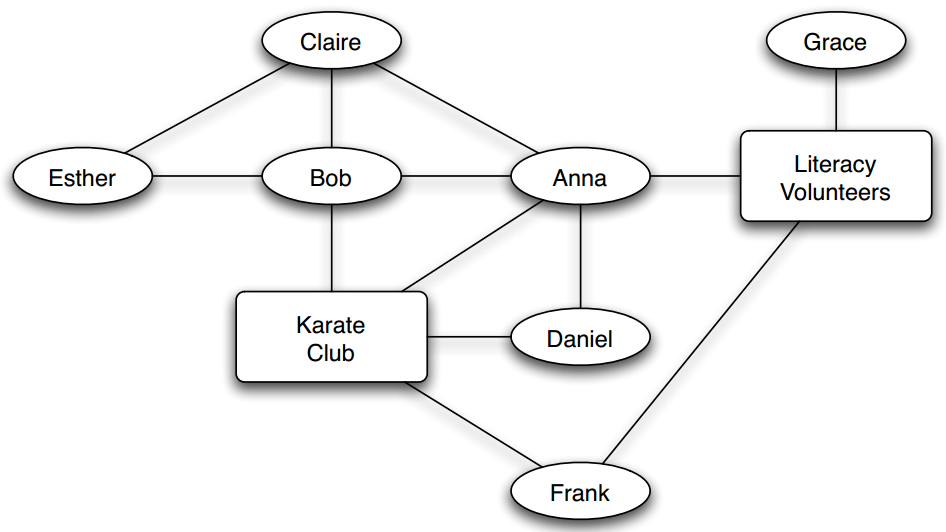 Claire
Grace
Esther
Bob
Anna
Literacy
Volunteers
Karate
Club
Daniel
Frank